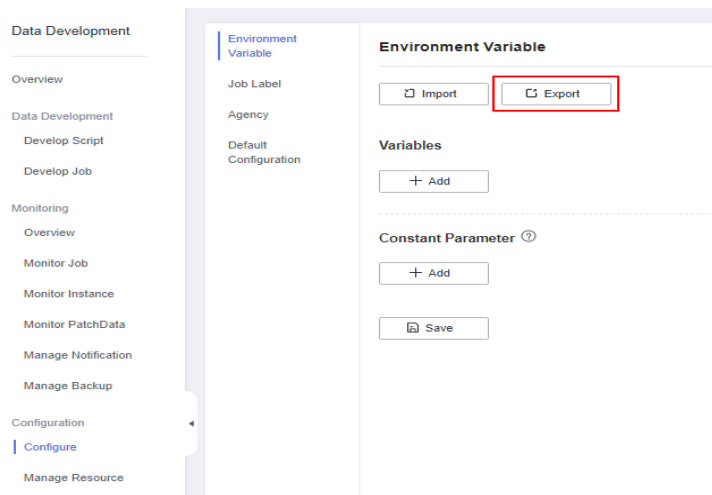 Data Development
Overview
Data Development
Develop Script
Develop Job
Monitoring
Overview
Monitor Job
Monitor Instance
Monitor PatchData
Manage Notification
Manage Backup
Configuration
Configure
Manage Resource
Environment
Variable
Job Label
Agency
Default
Configuration
Environment Variable
Import Export
Variables
+ Add
Constant Parameter ?
+ Add
Save